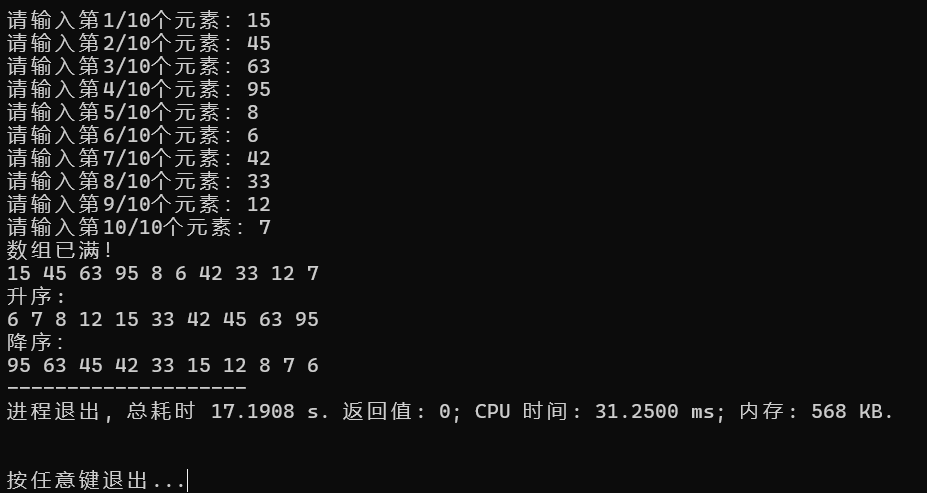 请输入第1/10个元素: 15
请输入第2/10个元素: 45
请输入第3/10个元素: 63
请输入第4/10个元素: 95
请输入第5/10个元素: 8
请输入第6/10个元素: 6
请输入第7/10个元素: 42
请输入第8/10个元素: 33
请输入第9/10个元素: 12
请输入第10/10个元素: 7
数组已满!
15 45 63 95 8 6 42 33 12 7
升序:
6 7 8 12 15 33 42 45 63 95
降序:
95 63 45 42 33 15 12 8 7 6
--------------------
进程退出, 总耗时 17.1908 s. 返回值: 0; CPU 时间: 31.2500 ms; 内存: 568 KB.
按任意键退出...